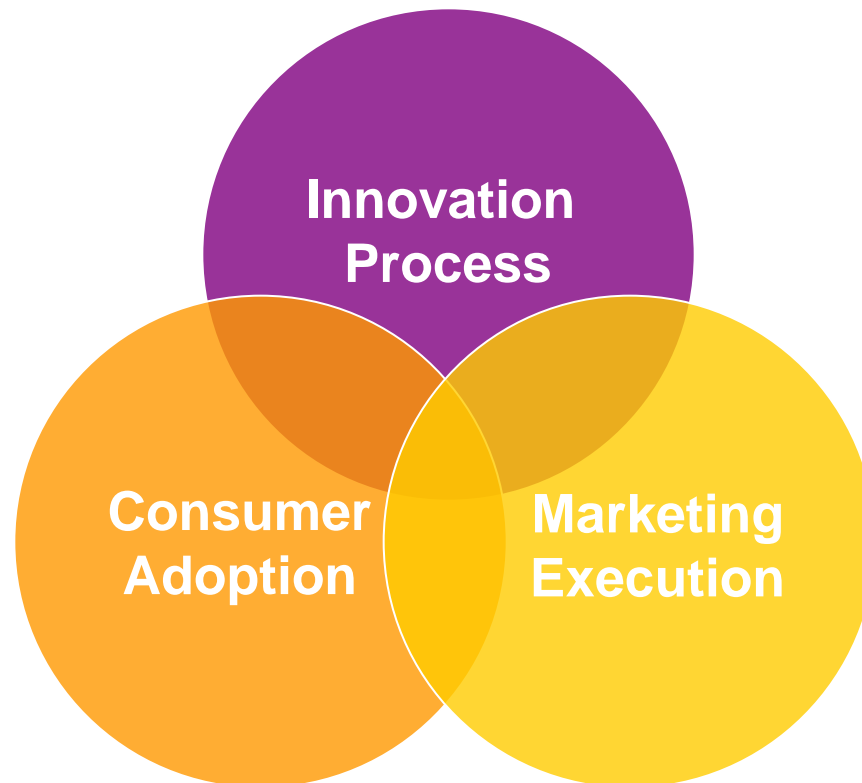 Innovation
Process
Consumer
Adoption
Marketing
Execution